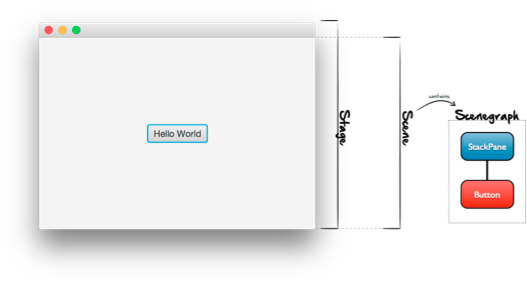 Hello World
Stage
Scene
contains
Scenegraph
StackPane
Button